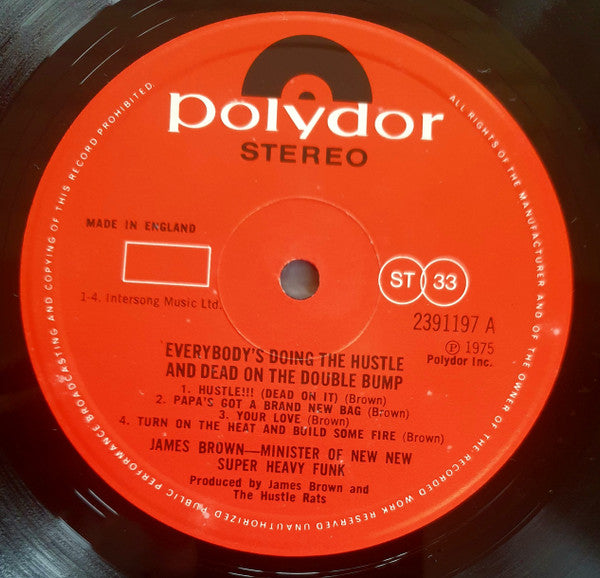 polydor
STEREO
MADE IN ENGLAND
ST 33
1-4. Intersong Music Ltd.
2391197 A
Ⓟ 1975
Polydor Inc.
EVERYBODY'S DOING THE HUSTLE
AND DEAD ON THE DOUBLE BUMP
1. HUSTLE!!! (DEAD ON IT) (Brown)
2. PAPA'S GOT A BRAND NEW BAG (Brown)
3. YOUR LOVE (Brown)
4. TURN ON THE HEAT AND BUILD SOME FIRE (Brown)
JAMES BROWN—MINISTER OF NEW NEW
SUPER HEAVY FUNK
Produced by James Brown and
The Hustle Rats
ALL RIGHTS OF THE MANUFACTURER AND OF THE OWNER OF THE RECORDED WORK RESERVED UNAUTHORIZED PUBLIC PERFORMANCE BROADCASTING AND COPYING OF THIS RECORD PROHIBITED.